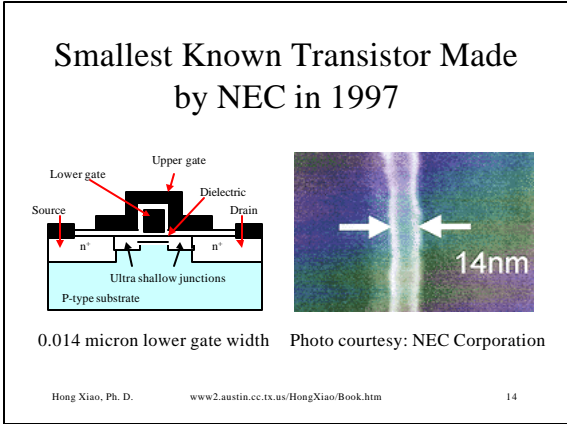 Smallest Known Transistor Made
by NEC in 1997
Upper gate
Lower gate
Dielectric
Source
Drain
n+
n+
Ultra shallow junctions
P-type substrate
14nm
0.014 micron lower gate width
Photo courtesy: NEC Corporation
Hong Xiao, Ph. D.
www2.austin.cc.tx.us/HongXiao/Book.htm
14